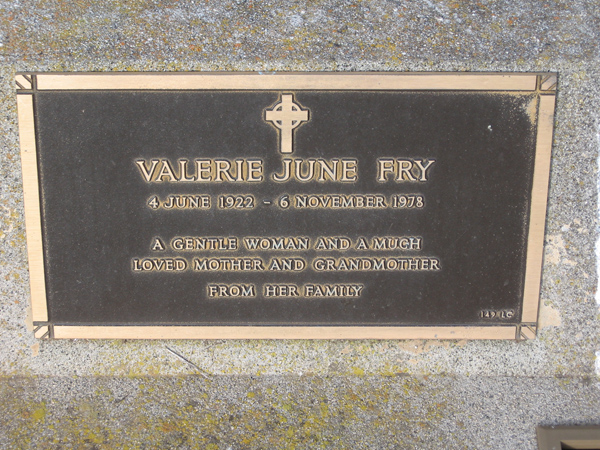 VALERIE JUNE FRY
4 JUNE 1922 - 6 NOVEMBER 1978
A GENTLE WOMAN AND A MUCH
LOVED MOTHER AND GRANDMOTHER
FROM HER FAMILY